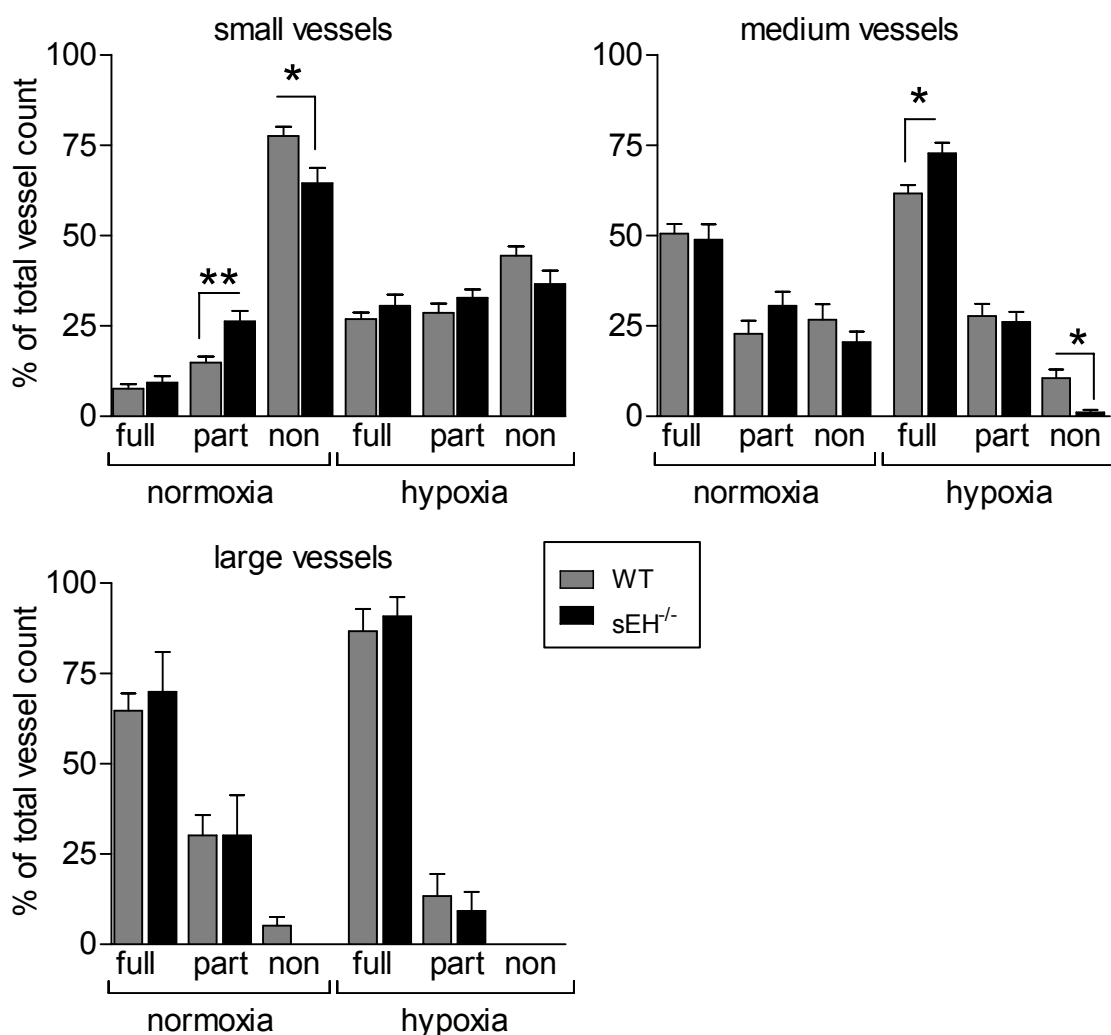 small vessels
% of total vessel count
100
75
50
25
0
*
**
full part non full part non
normoxia hypoxia
medium vessels
100
75
50
25
0
*
*
full part non full part non
normoxia hypoxia
large vessels
% of total vessel count
100
75
50
25
0
full part non full part non
normoxia hypoxia
WT
sEH-/-